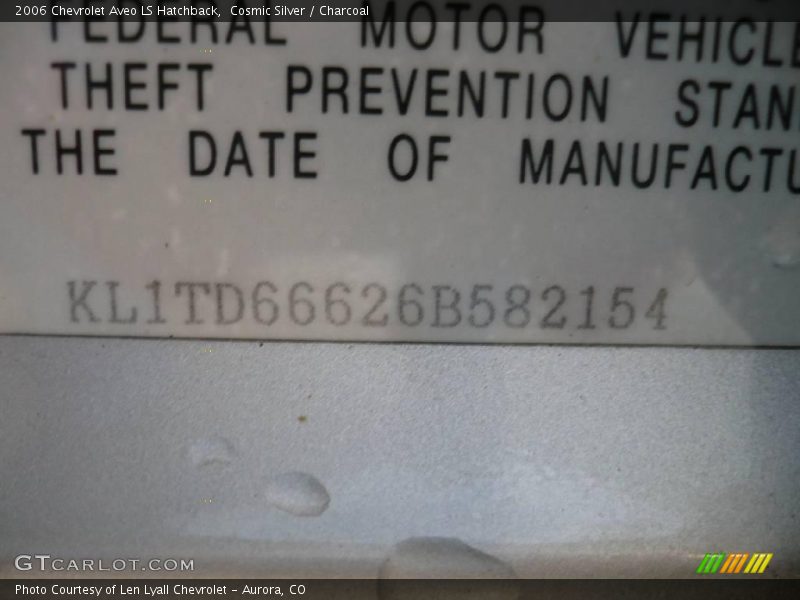 2006 Chevrolet Aveo LS Hatchback, Cosmic Silver / Charcoal
FEDERAL MOTOR VEHICLE
THEFT PREVENTION STAN
THE DATE OF MANUFACTU
KL1TD66626B582154
GTCARLOT.COM
Photo Courtesy of Len Lyall Chevrolet - Aurora, CO